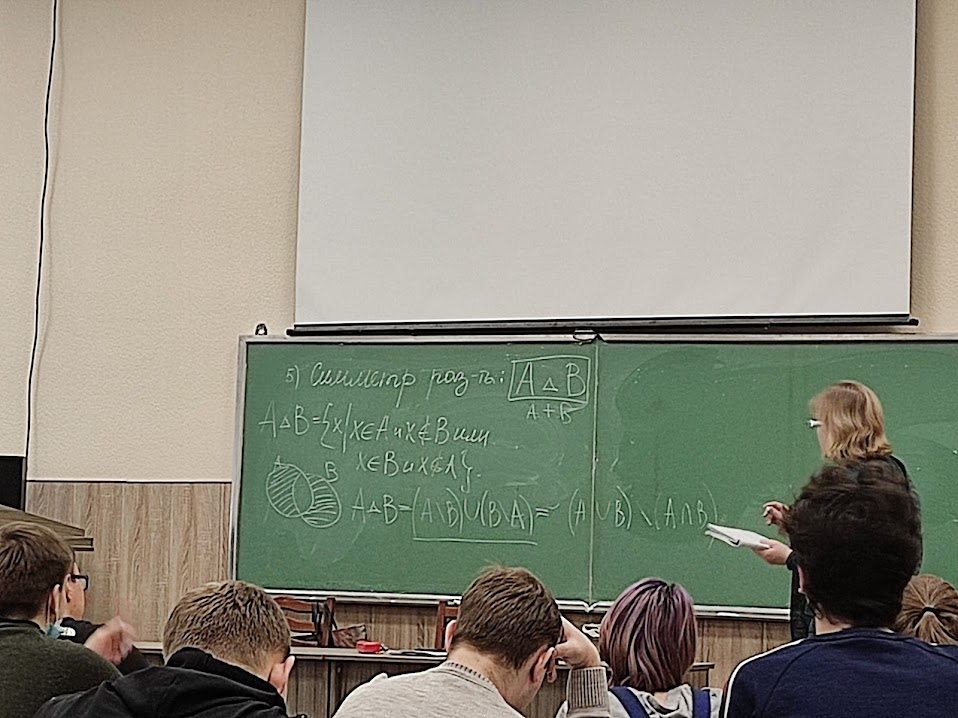 5) Симметр раз-ть: A △ B
A + B
A △ B = {x | x ∈ A и x ∉ B или
x ∈ B и x ∉ A}.
A B
A △ B = (A \ B) ∪ (B \ A) = (A ∪ B) \ (A ∩ B)